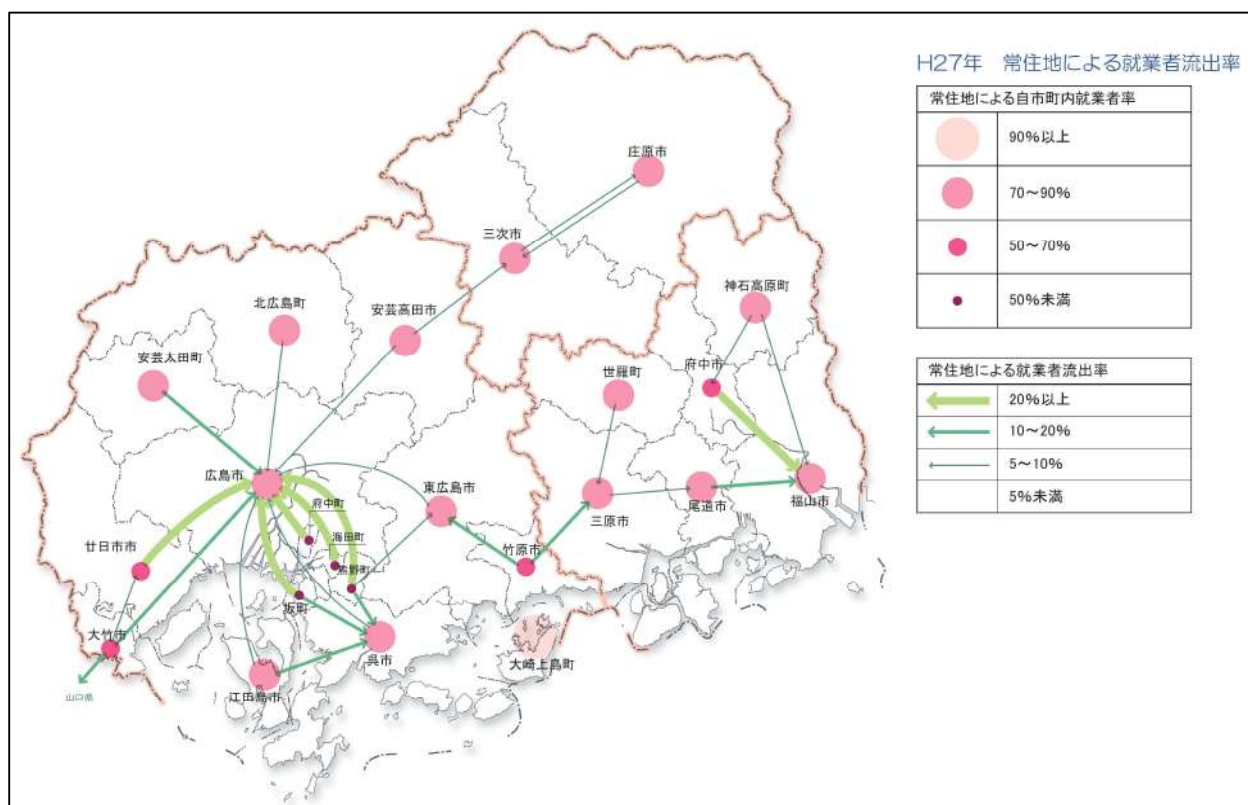 H27年 常住地による就業者流出率
常住地による自市町内就業者率
90%以上
70～90%
50～70%
50%未満
常住地による就業者流出率
20%以上
10～20%
5～10%
5%未満
庄原市
三次市
神石高原町
北広島町
安芸高田市
安芸太田町
世羅町
府中市
広島市
東広島市
府中町
三原市
尾道市
福山市
海田町
竹原市
熊野町
廿日市市
坂町
大竹市
呉市
大崎上島町
江田島市
山口県